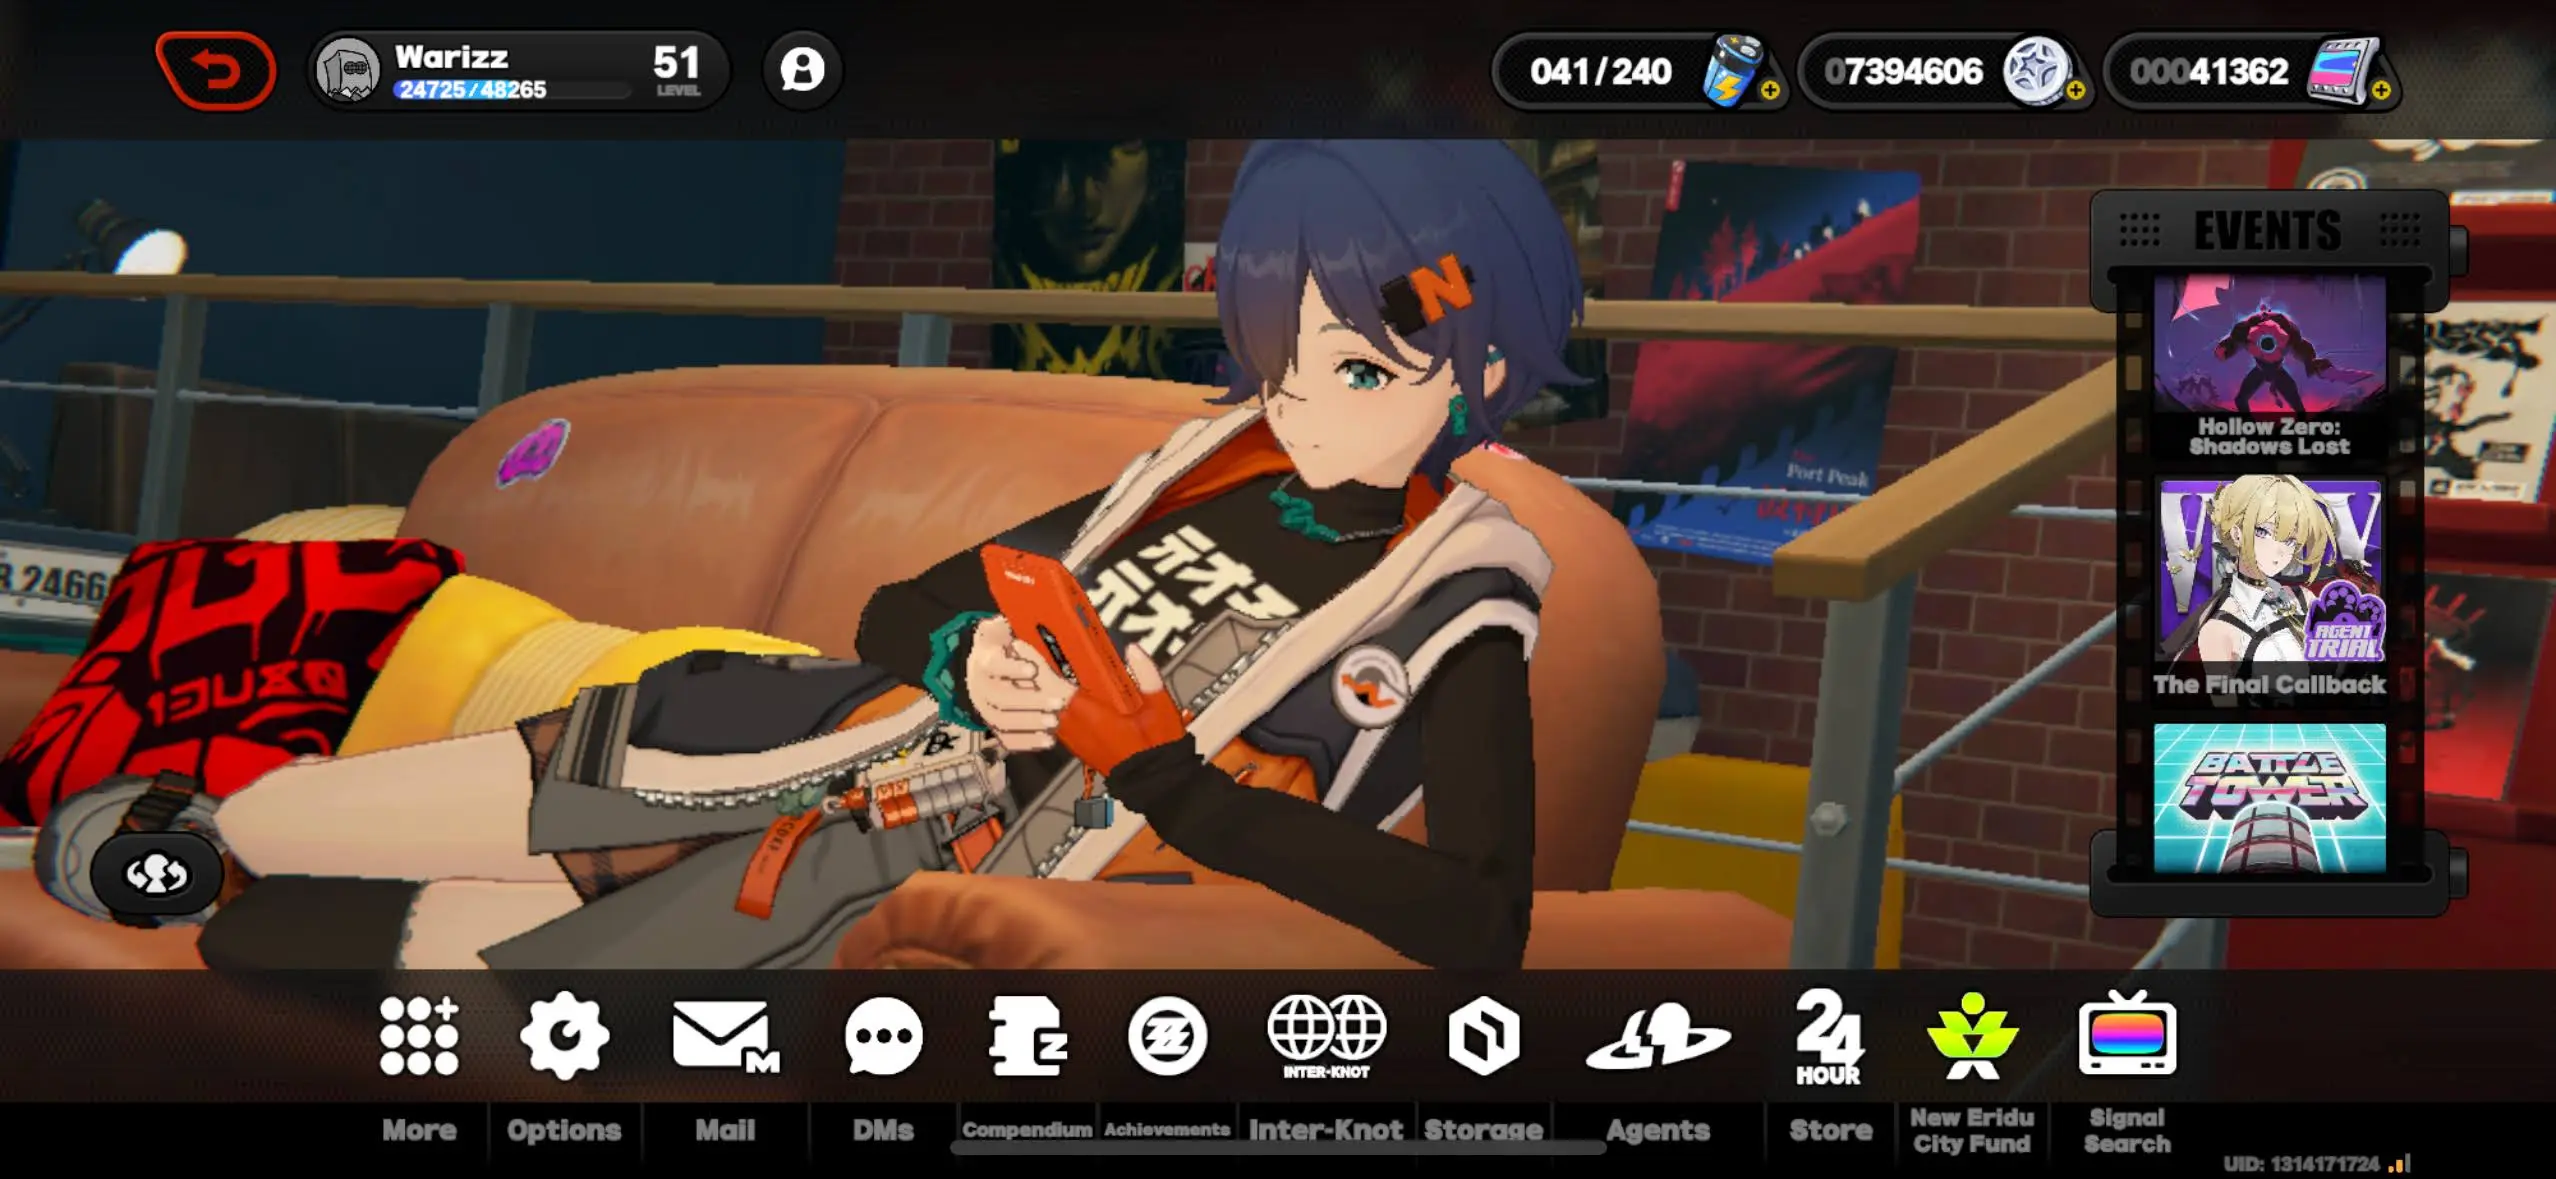 Warizz
24725/48265
51
LEVEL
041/240
07394606
00041362
EVENTS
Hollow Zero:
Shadows Lost
AGENT
TRIAL
The Final Callback
BATTLE
TOWER
Port Peak
N
2466
24
HOUR
INTER-KNOT
More
Options
Mail
DMs
Compendium
Achievements
Inter-Knot
Storage
Agents
Store
New Eridu
City Fund
Signal
Search
UID: 1314171724